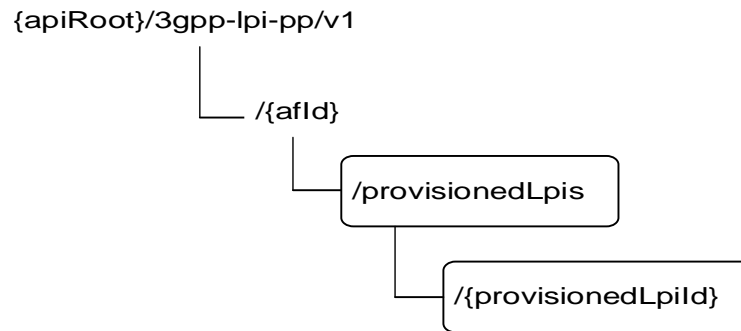 {apiRoot}/3gpp-lpi-pp/v1
/{afId}
/provisionedLpis
/{provisionedLpiId}